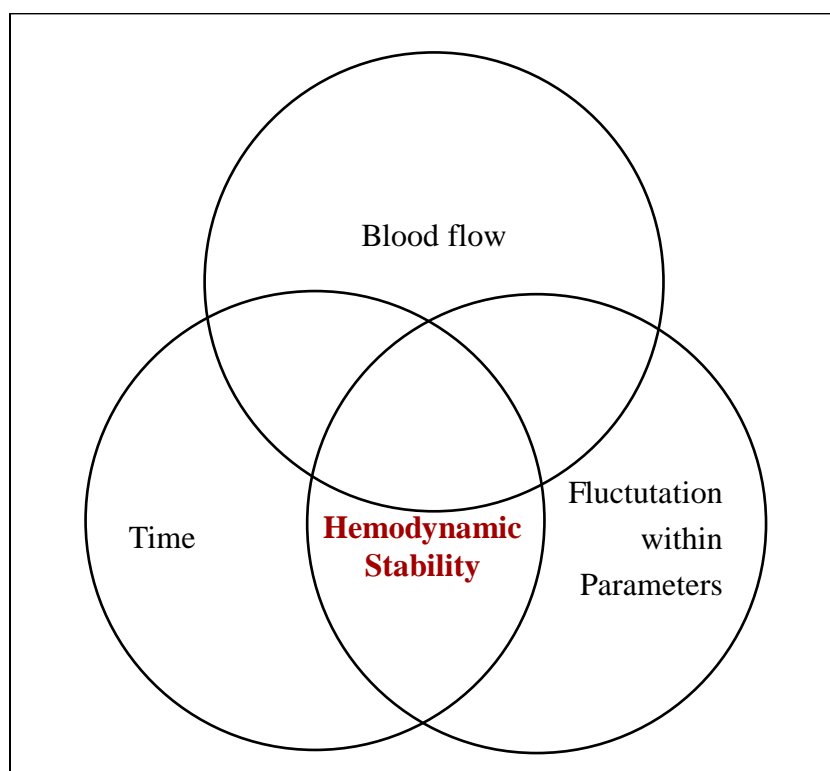 Blood flow
Time
Hemodynamic
Stability
Fluctutation
within
Parameters